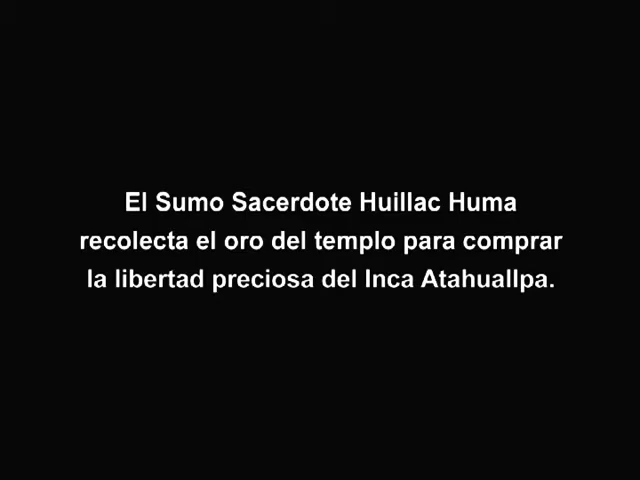 El Sumo Sacerdote Huillac Huma
recolecta el oro del templo para comprar
la libertad preciosa del Inca Atahuallpa.